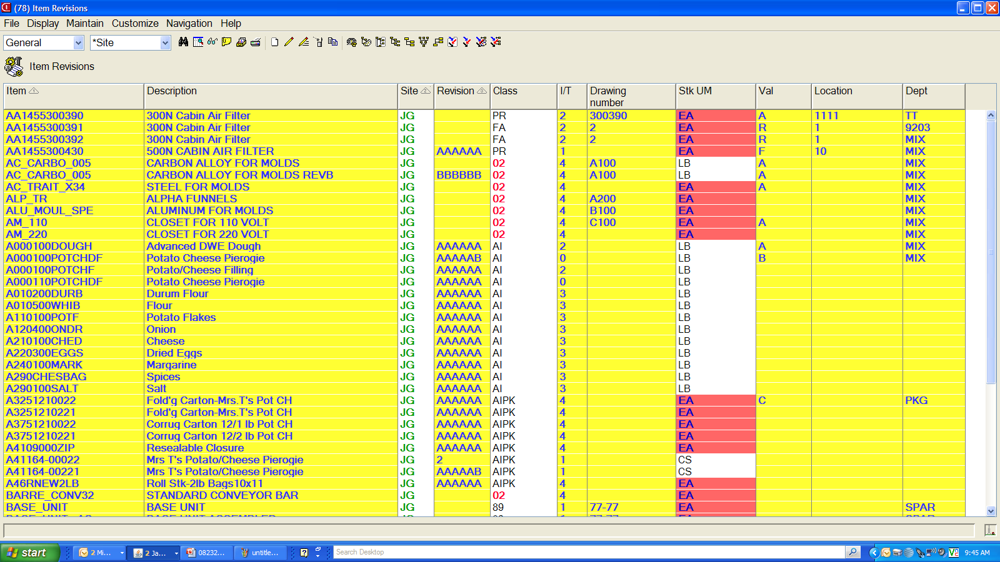 (78) Item Revisions
File Display Maintain Customize Navigation Help
General *Site
Item Revisions
Item 1 Description Site 2 Revision 3 Class I/T Drawing number Stk UM Val Location Dept
AA1455300390 300N Cabin Air Filter JG PR 2 300390 EA A 1111 TT
AA1455300391 300N Cabin Air Filter JG FA 2 2 EA R 1 9203
AA1455300392 300N Cabin Air Filter JG FA 2 2 EA R 1 MIX
AA1455300430 500N CABIN AIR FILTER JG AAAAAA PR 1 EA F 10 MIX
AC_CARBO_005 CARBON ALLOY FOR MOLDS JG 02 4 A100 LB A MIX
AC_CARBO_005 CARBON ALLOY FOR MOLDS REVB JG BBBBBB 02 4 A100 LB A MIX
AC_TRAIT_X34 STEEL FOR MOLDS JG 02 4 EA A MIX
ALP_TR ALPHA FUNNELS JG 02 4 A200 EA MIX
ALU_MOUL_SPE ALUMINUM FOR MOLDS JG 02 4 B100 EA MIX
AM_110 CLOSET FOR 110 VOLT JG 02 4 C100 EA A MIX
AM_220 CLOSET FOR 220 VOLT JG 02 4 EA MIX
A000100DOUGH Advanced DWE Dough JG AAAAAA AI 2 LB A MIX
A000100POTCHDF Potato Cheese Pierogie JG AAAAAB AI 0 LB B MIX
A000100POTCHF Potato/Cheese Filling JG AAAAAA AI 2 LB
A000110POTCHDF Potato Cheese Pierogie JG AAAAAA AI 0 LB
A010200DURB Durum Flour JG AAAAAA AI 3 LB
A010500WHIB Flour JG AAAAAA AI 3 LB
A110100POTF Potato Flakes JG AAAAAA AI 3 LB
A120400ONDR Onion JG AAAAAA AI 3 LB
A210100CHED Cheese JG AAAAAA AI 3 LB
A220300EGGS Dried Eggs JG AAAAAA AI 3 LB
A240100MARK Margarine JG AAAAAA AI 3 LB
A290CHESBAG Spices JG AAAAAA AI 3 LB
A290100SALT Salt JG AAAAAA AI 3 LB
A3251210022 Fold'g Carton-Mrs.T's Pot CH JG AAAAAA AIPK 4 EA C PKG
A3251210221 Fold'g Carton-Mrs.T's Pot CH JG AAAAAA AIPK 4 EA
A3751210022 Corrug Carton 12/1 lb Pot CH JG AAAAAA AIPK 4 EA
A3751210221 Corrug Carton 12/2 lb Pot CH JG AAAAAA AIPK 4 EA
A4109000ZIP Resealable Closure JG AAAAAA AIPK 4 EA
A41164-00022 Mrs T's Potato/Cheese Pierogie JG 2 AIPK 1 CS
A41164-00221 Mrs T's Potato/Cheese Pierogie JG AAAAAB AIPK 1 CS
A46RNEW2LB Roll Stk-2lb Bags10x11 JG AAAAAA AIPK 4 EA
BARRE_CONV32 STANDARD CONVEYOR BAR JG 02 4 EA
BASE_UNIT BASE UNIT JG 89 1 77-77 EA SPAR
start 2 Mi... 2 Ja... 08232... untitle... Search Desktop 9:45 AM